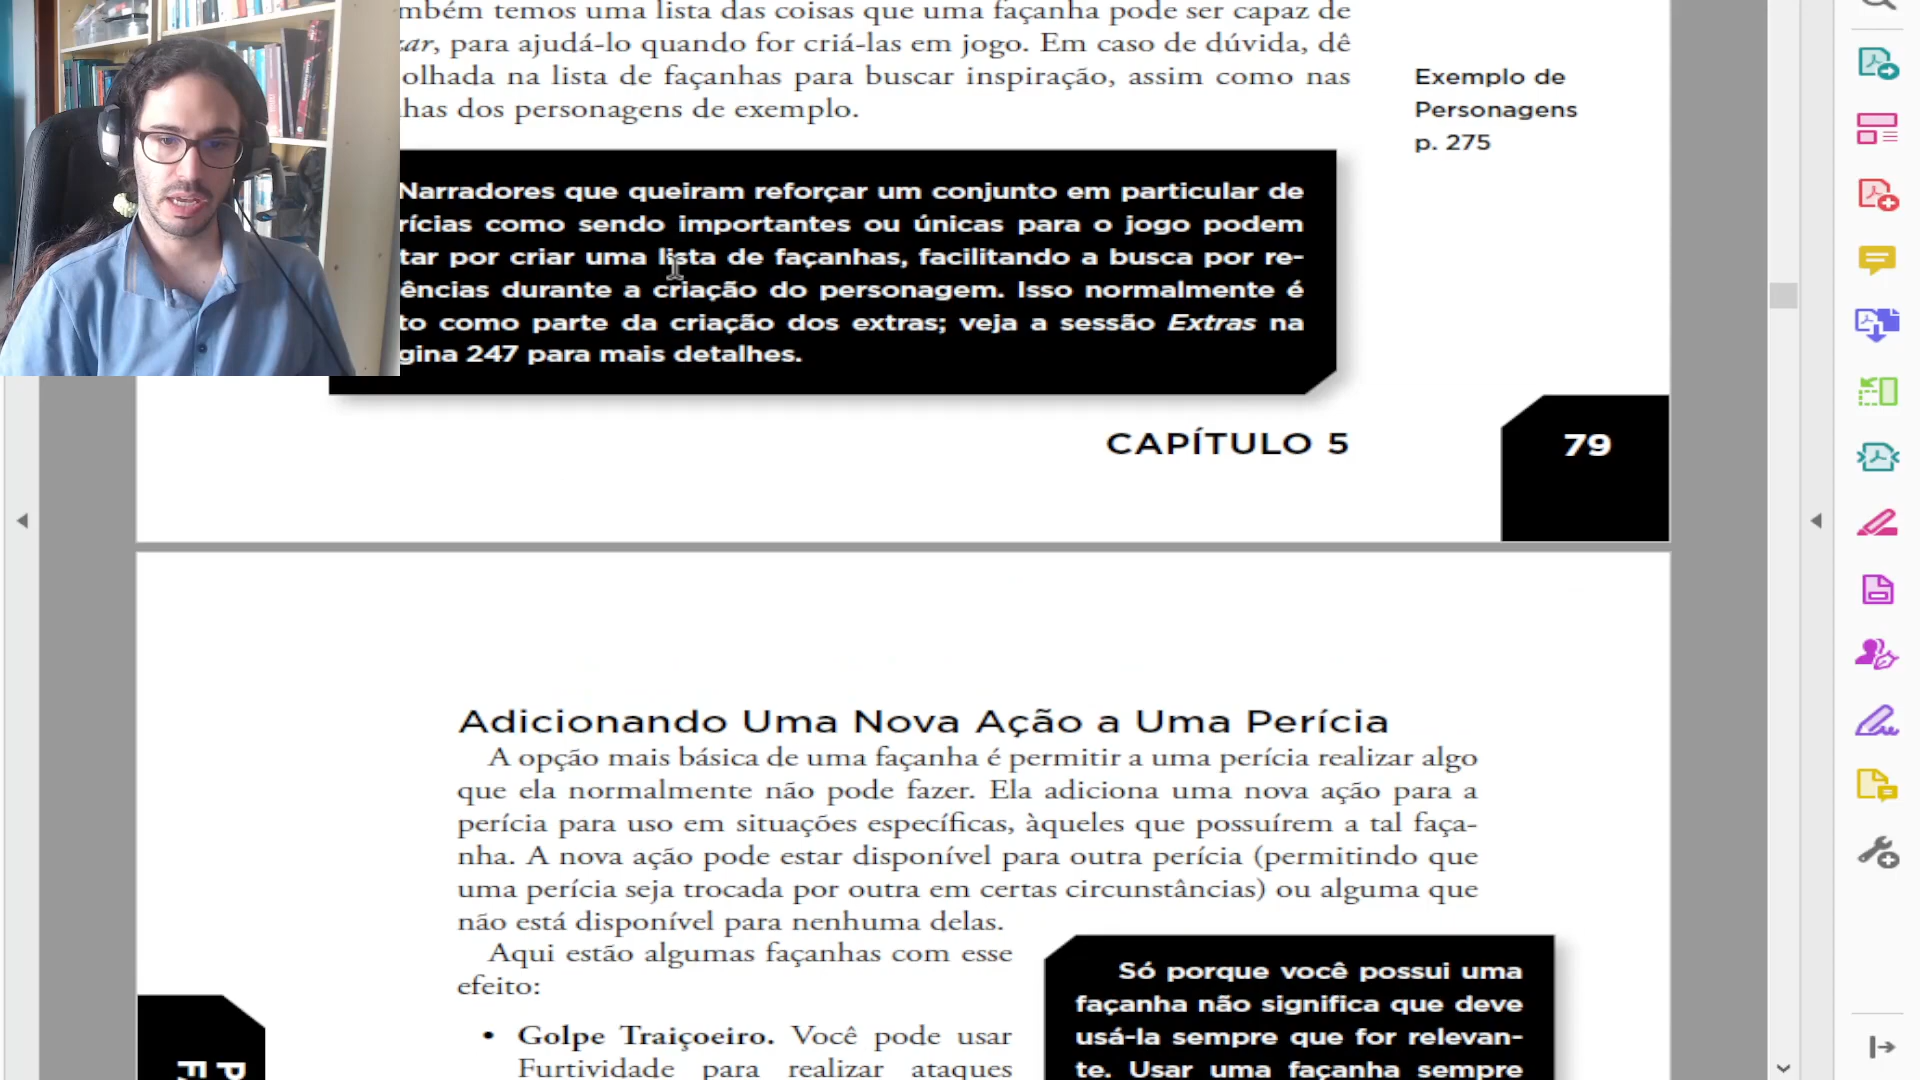 mbém temos uma lista das coisas que uma façanha pode ser capaz de
zar, para ajudá-lo quando for criá-las em jogo. Em caso de dúvida, dê
olhada na lista de façanhas para buscar inspiração, assim como nas
has dos personagens de exemplo.
Exemplo de
Personagens
p. 275
Narradores que queiram reforçar um conjunto em particular de
rícias como sendo importantes ou únicas para o jogo podem
tar por criar uma lista de façanhas, facilitando a busca por re-
ências durante a criação do personagem. Isso normalmente é
to como parte da criação dos extras; veja a sessão Extras na
gina 247 para mais detalhes.
CAPÍTULO 5
79
Adicionando Uma Nova Ação a Uma Perícia
A opção mais básica de uma façanha é permitir a uma perícia realizar algo
que ela normalmente não pode fazer. Ela adiciona uma nova ação para a
perícia para uso em situações específicas, àqueles que possuírem a tal faça-
nha. A nova ação pode estar disponível para outra perícia (permitindo que
uma perícia seja trocada por outra em certas circunstâncias) ou alguma que
não está disponível para nenhuma delas.
Aqui estão algumas façanhas com esse
efeito:
• Golpe Traiçoeiro. Você pode usar
Furtividade para realizar ataques
Só porque você possui uma
façanha não significa que deve
usá-la sempre que for relevan-
te. Usar uma façanha sempre